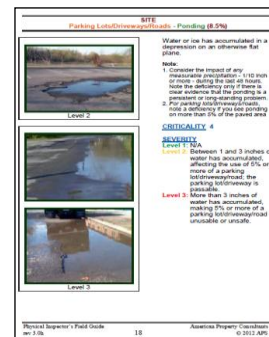 SITE
Parking Lots/Driveways/Roads - Ponding (8.5%)
Level 2
Level 3
Water or ice has accumulated in a
depression on an otherwise flat
plane.
Note:
1. Consider the impact of any
measurable precipitation - 1/10 inch
or more - during the last 48 hours.
Note the deficiency only if there is
clear evidence that the ponding is a
persistent or long-standing problem.
2. For parking lots/driveways/roads,
note a deficiency if you see ponding
on more than 5% of the paved area
CRITICALITY 4
SEVERITY
Level 1: N/A
Level 2: Between 1 and 3 inches o
water has accumulated,
affecting the use of 5% or
more of a parking
lot/driveway/road; the
parking lot/driveway is
passable.
Level 3: More than 3 inches of
water has accumulated,
making 5% or more of a
parking lot/driveway/road
unusable or unsafe.
Physical Inspector's Field Guide
rev 3.0h
18
American Property Consultants
© 2012 APC